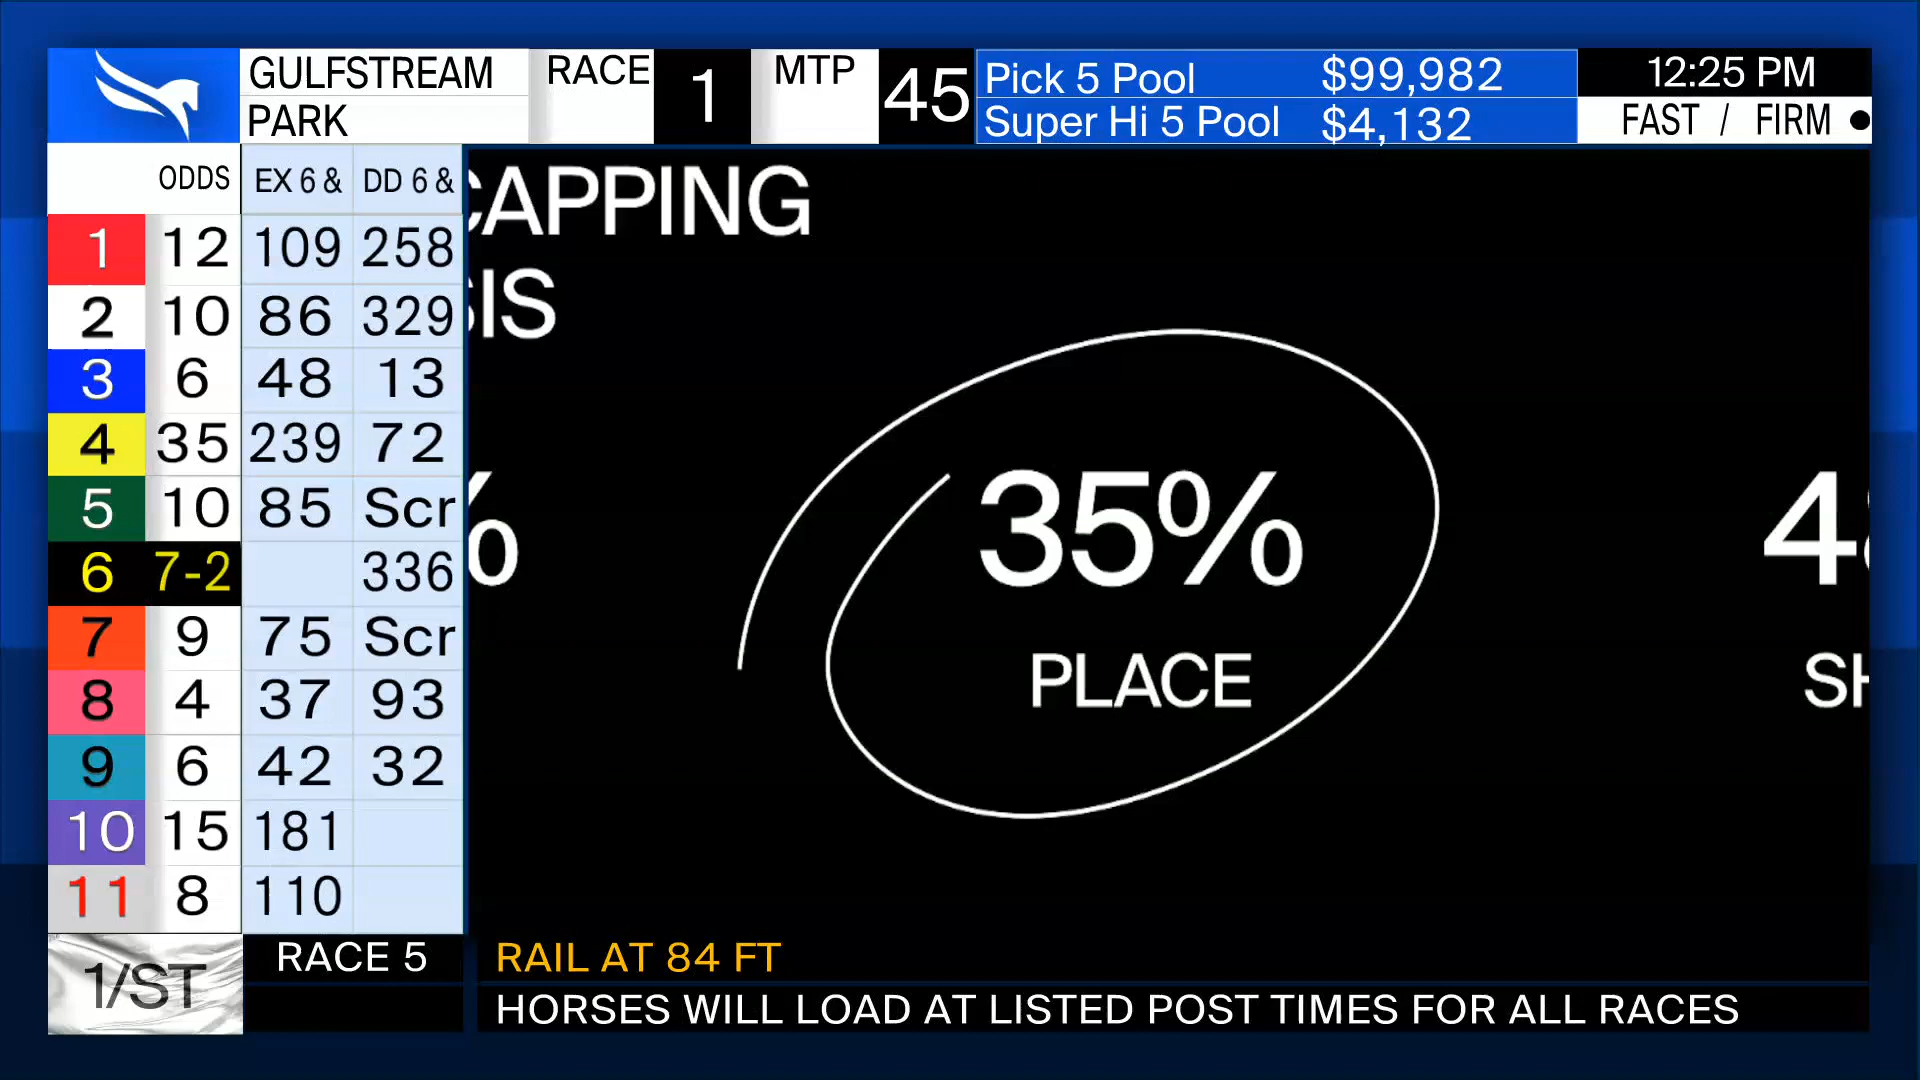 GULFSTREAM
PARK
RACE 1 MTP 45
Pick 5 Pool $99,982
Super Hi 5 Pool $4,132
12:25 PM
FAST / FIRM
ODDS EX 6 & DD 6 &
1 12 109 258
2 10 86 329
3 6 48 13
4 35 239 72
5 10 85 Scr
6 7-2 336
7 9 75 Scr
8 4 37 93
9 6 42 32
10 15 181
11 8 110
CAPPING
SIS
%
35%
PLACE
4
SH
1/ST
RACE 5
RAIL AT 84 FT
HORSES WILL LOAD AT LISTED POST TIMES FOR ALL RACES